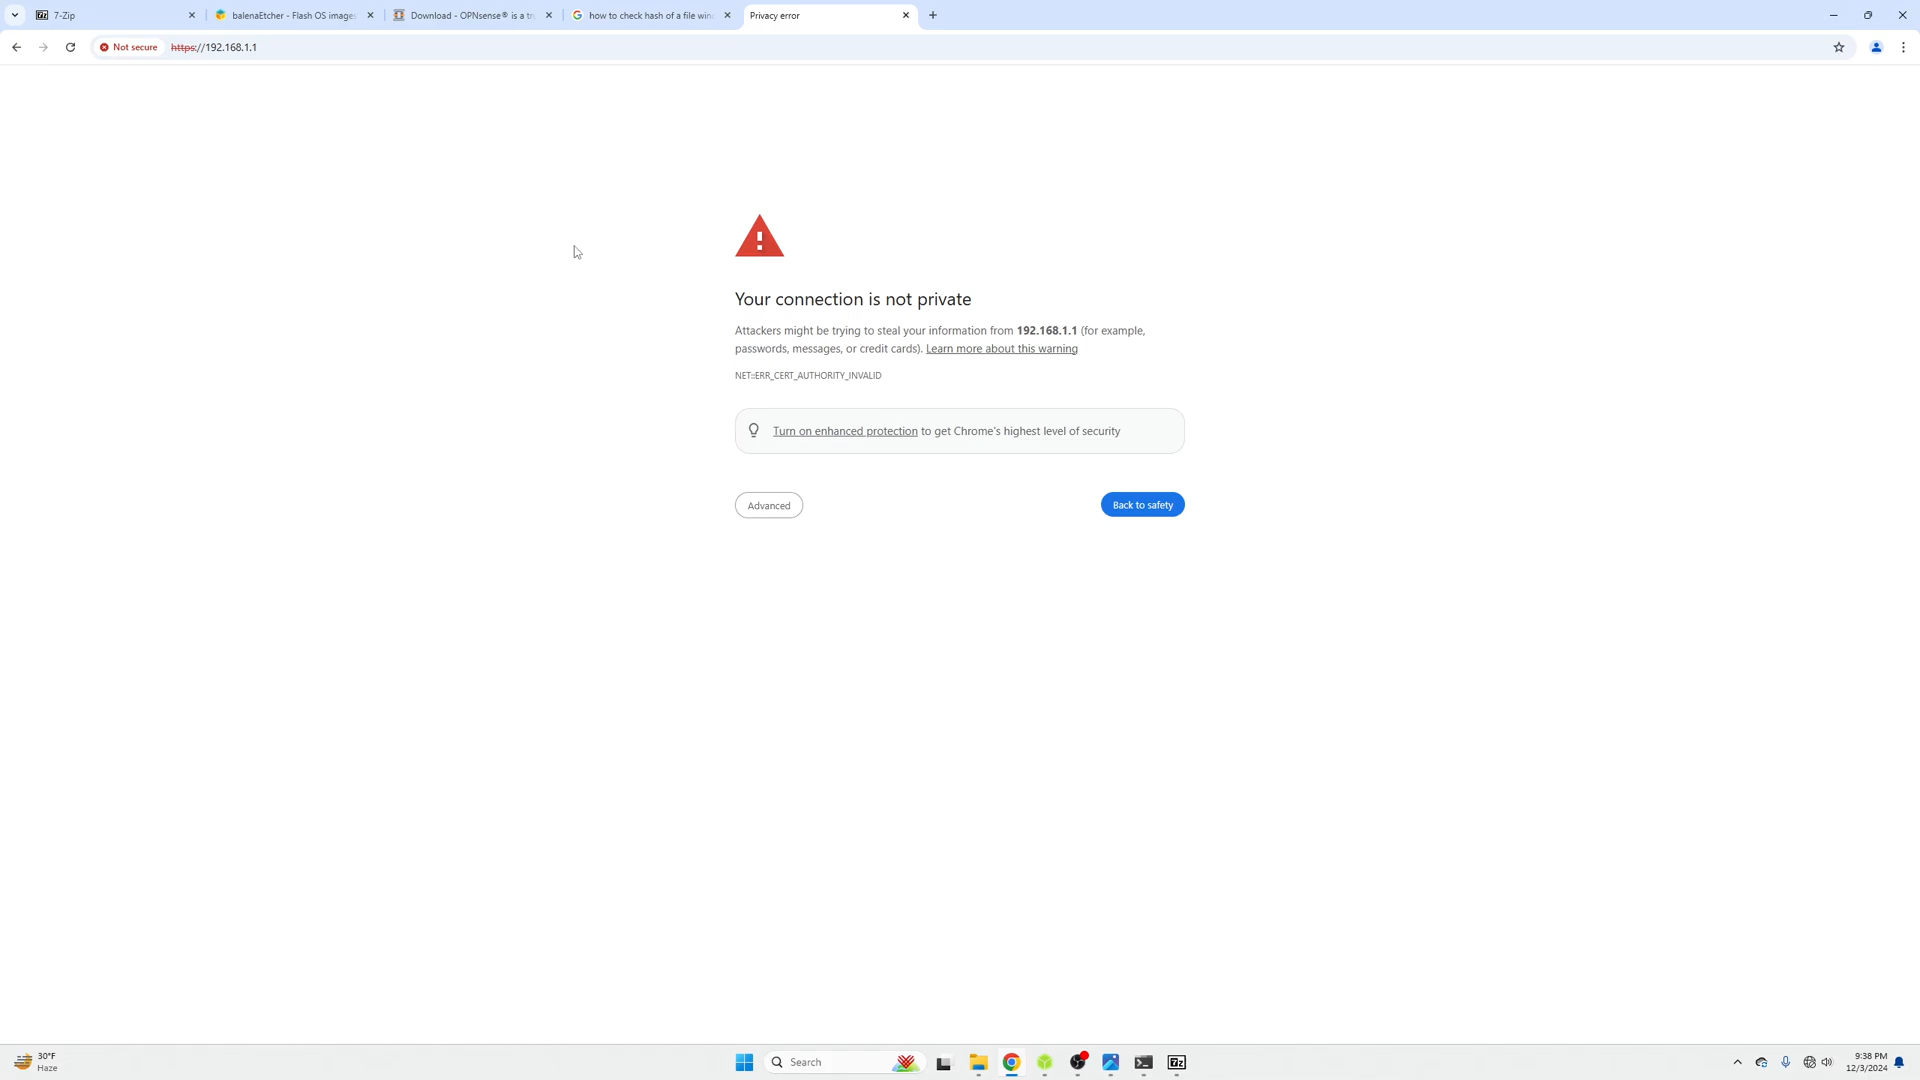 7-Zip
balenaEtcher - Flash OS images
Download - OPNsense® is a tru
how to check hash of a file win
Privacy error
Not secure
https://192.168.1.1
Your connection is not private
Attackers might be trying to steal your information from 192.168.1.1 (for example,
passwords, messages, or credit cards). Learn more about this warning
NET::ERR_CERT_AUTHORITY_INVALID
Turn on enhanced protection to get Chrome's highest level of security
Advanced
Back to safety
30°F
Haze
Search
9:38 PM
12/3/2024